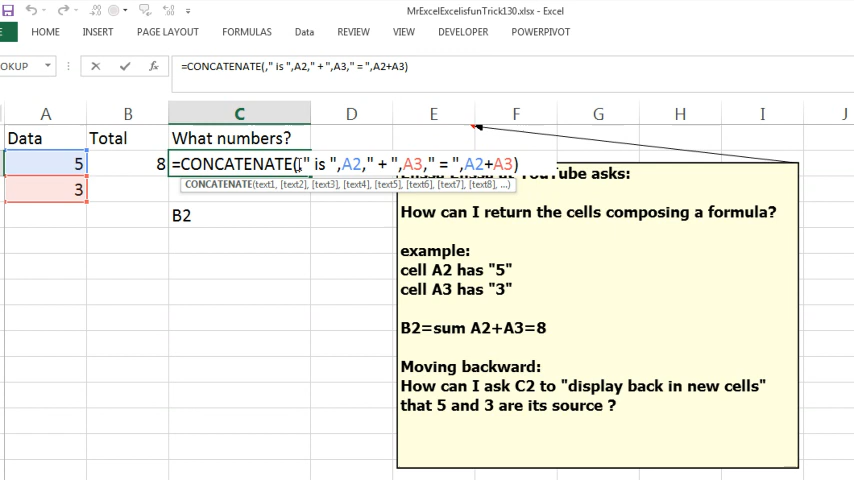 MrExcelExcelisfunTrick130.xlsx - Excel
HOME INSERT PAGE LAYOUT FORMULAS Data REVIEW VIEW DEVELOPER POWERPIVOT
=CONCATENATE(," is ",A2," + ",A3," = ",A2+A3)
A B C D E F G H I J
Data Total What numbers?
5 8 =CONCATENATE(," is ",A2," + ",A3," = ",A2+A3)
CONCATENATE(text1, [text2], [text3], [text4], [text5], [text6], [text7], [text8], ...)
3
B2
at YouTube asks:
How can I return the cells composing a formula?
example:
cell A2 has "5"
cell A3 has "3"
B2=sum A2+A3=8
Moving backward:
How can I ask C2 to "display back in new cells"
that 5 and 3 are its source ?